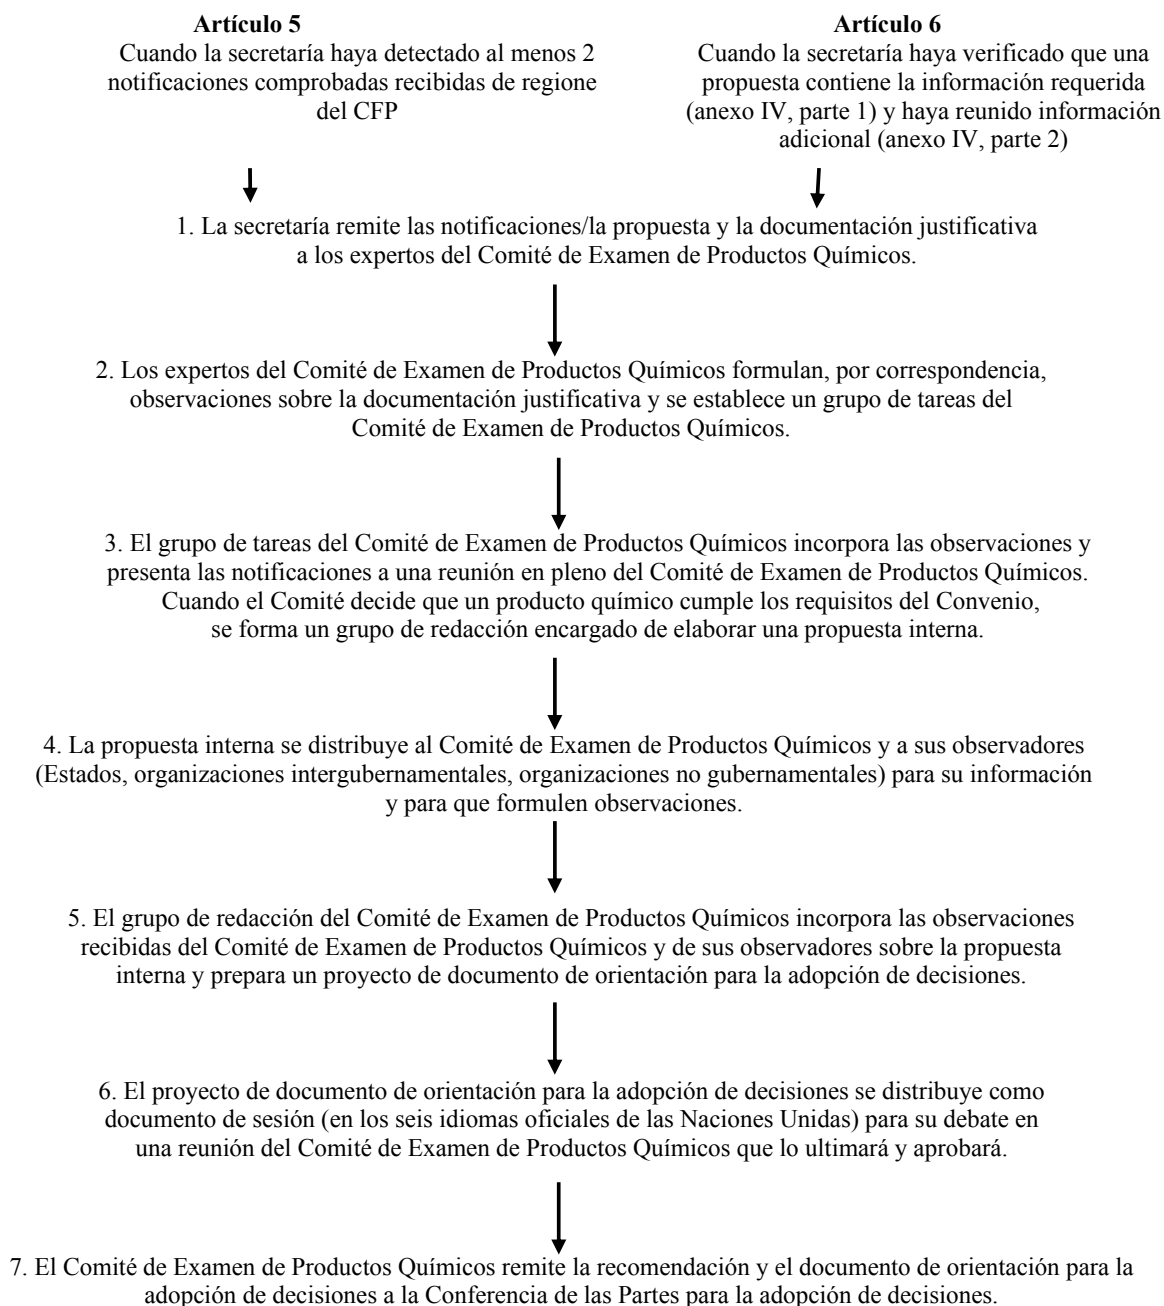 Artículo 5
Cuando la secretaría haya detectado al menos 2
notificaciones comprobadas recibidas de regione
del CFP
Artículo 6
Cuando la secretaría haya verificado que una
propuesta contiene la información requerida
(anexo IV, parte 1) y haya reunido información
adicional (anexo IV, parte 2)
1. La secretaría remite las notificaciones/la propuesta y la documentación justificativa
a los expertos del Comité de Examen de Productos Químicos.
2. Los expertos del Comité de Examen de Productos Químicos formulan, por correspondencia,
observaciones sobre la documentación justificativa y se establece un grupo de tareas del
Comité de Examen de Productos Químicos.
3. El grupo de tareas del Comité de Examen de Productos Químicos incorpora las observaciones y
presenta las notificaciones a una reunión en pleno del Comité de Examen de Productos Químicos.
Cuando el Comité decide que un producto químico cumple los requisitos del Convenio,
se forma un grupo de redacción encargado de elaborar una propuesta interna.
4. La propuesta interna se distribuye al Comité de Examen de Productos Químicos y a sus observadores
(Estados, organizaciones intergubernamentales, organizaciones no gubernamentales) para su información
y para que formulen observaciones.
5. El grupo de redacción del Comité de Examen de Productos Químicos incorpora las observaciones
recibidas del Comité de Examen de Productos Químicos y de sus observadores sobre la propuesta
interna y prepara un proyecto de documento de orientación para la adopción de decisiones.
6. El proyecto de documento de orientación para la adopción de decisiones se distribuye como
documento de sesión (en los seis idiomas oficiales de las Naciones Unidas) para su debate en
una reunión del Comité de Examen de Productos Químicos que lo ultimará y aprobará.
7. El Comité de Examen de Productos Químicos remite la recomendación y el documento de orientación para la
adopción de decisiones a la Conferencia de las Partes para la adopción de decisiones.